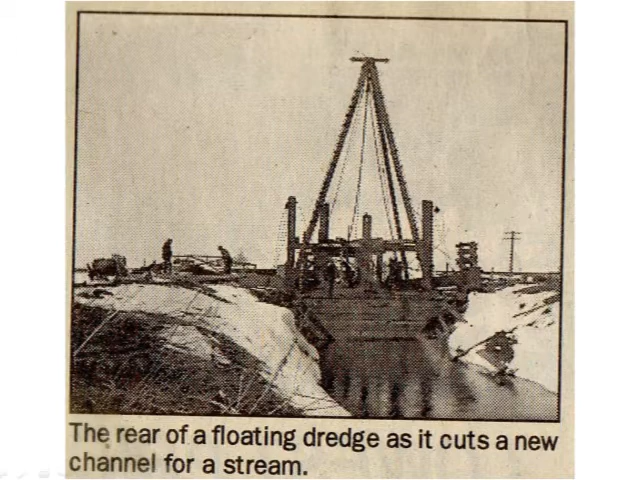 The rear of a floating dredge as it cuts a new
channel for a stream.